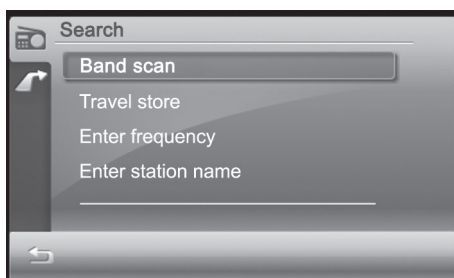 Search
Band scan
Travel store
Enter frequency
Enter station name